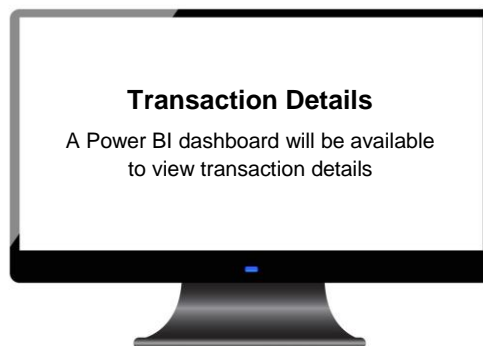 Transaction Details
A Power BI dashboard will be available
to view transaction details